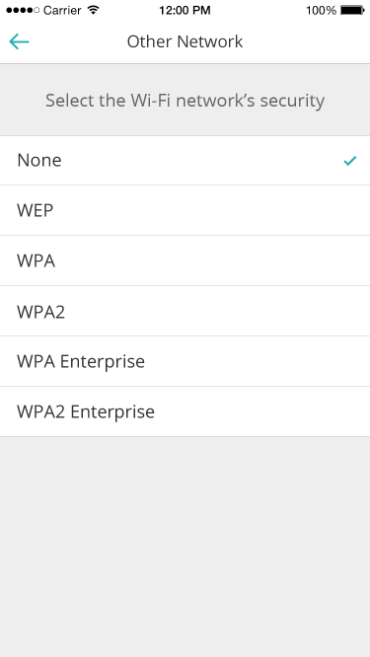 Carrier 12:00 PM 100%
Other Network
Select the Wi-Fi network’s security
None
WEP
WPA
WPA2
WPA Enterprise
WPA2 Enterprise